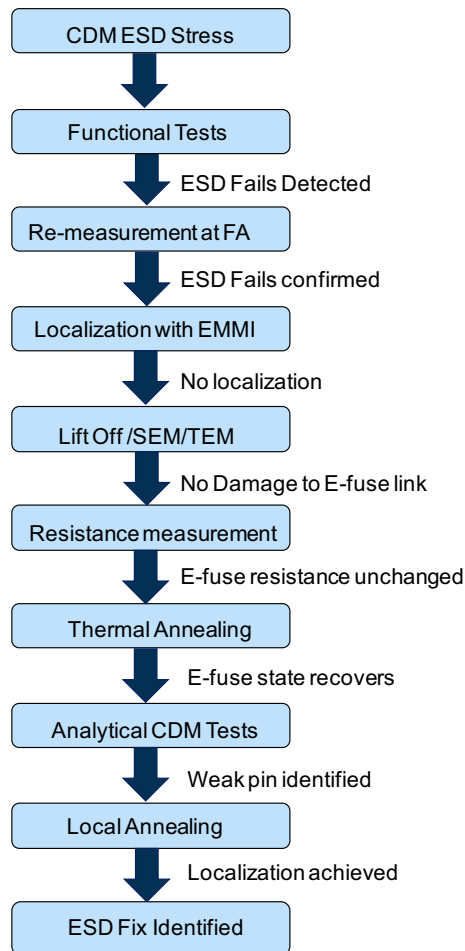 CDM ESD Stress
Functional Tests
ESD Fails Detected
Re-measurement at FA
ESD Fails confirmed
Localization with EMMI
No localization
Lift Off /SEM/TEM
No Damage to E-fuse link
Resistance measurement
E-fuse resistance unchanged
Thermal Annealing
E-fuse state recovers
Analytical CDM Tests
Weak pin identified
Local Annealing
Localization achieved
ESD Fix Identified